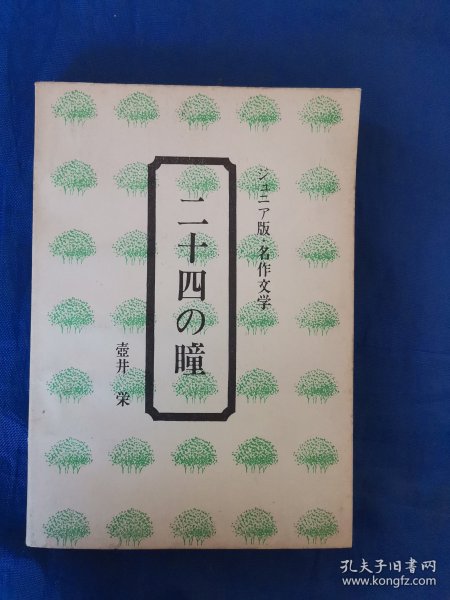 ジュニア版・名作文学
二十四の瞳
壺井 栄
孔夫子旧书网
www.kongfz.com